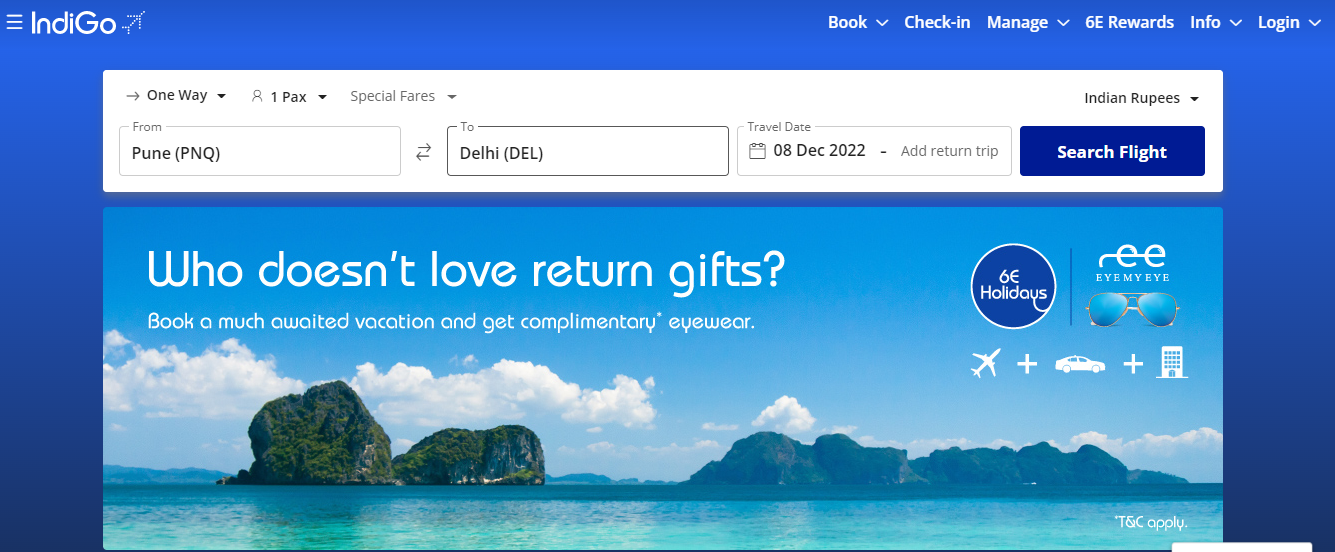 IndiGo
Book Check-in Manage 6E Rewards Info Login
One Way 1 Pax Special Fares Indian Rupees
From To Travel Date
Pune (PNQ) Delhi (DEL) 08 Dec 2022 - Add return trip Search Flight
Who doesn't love return gifts?
Book a much awaited vacation and get complimentary* eyewear.
6E
Holidays
ee
EYEMYEYE
+ +
*T&C apply.